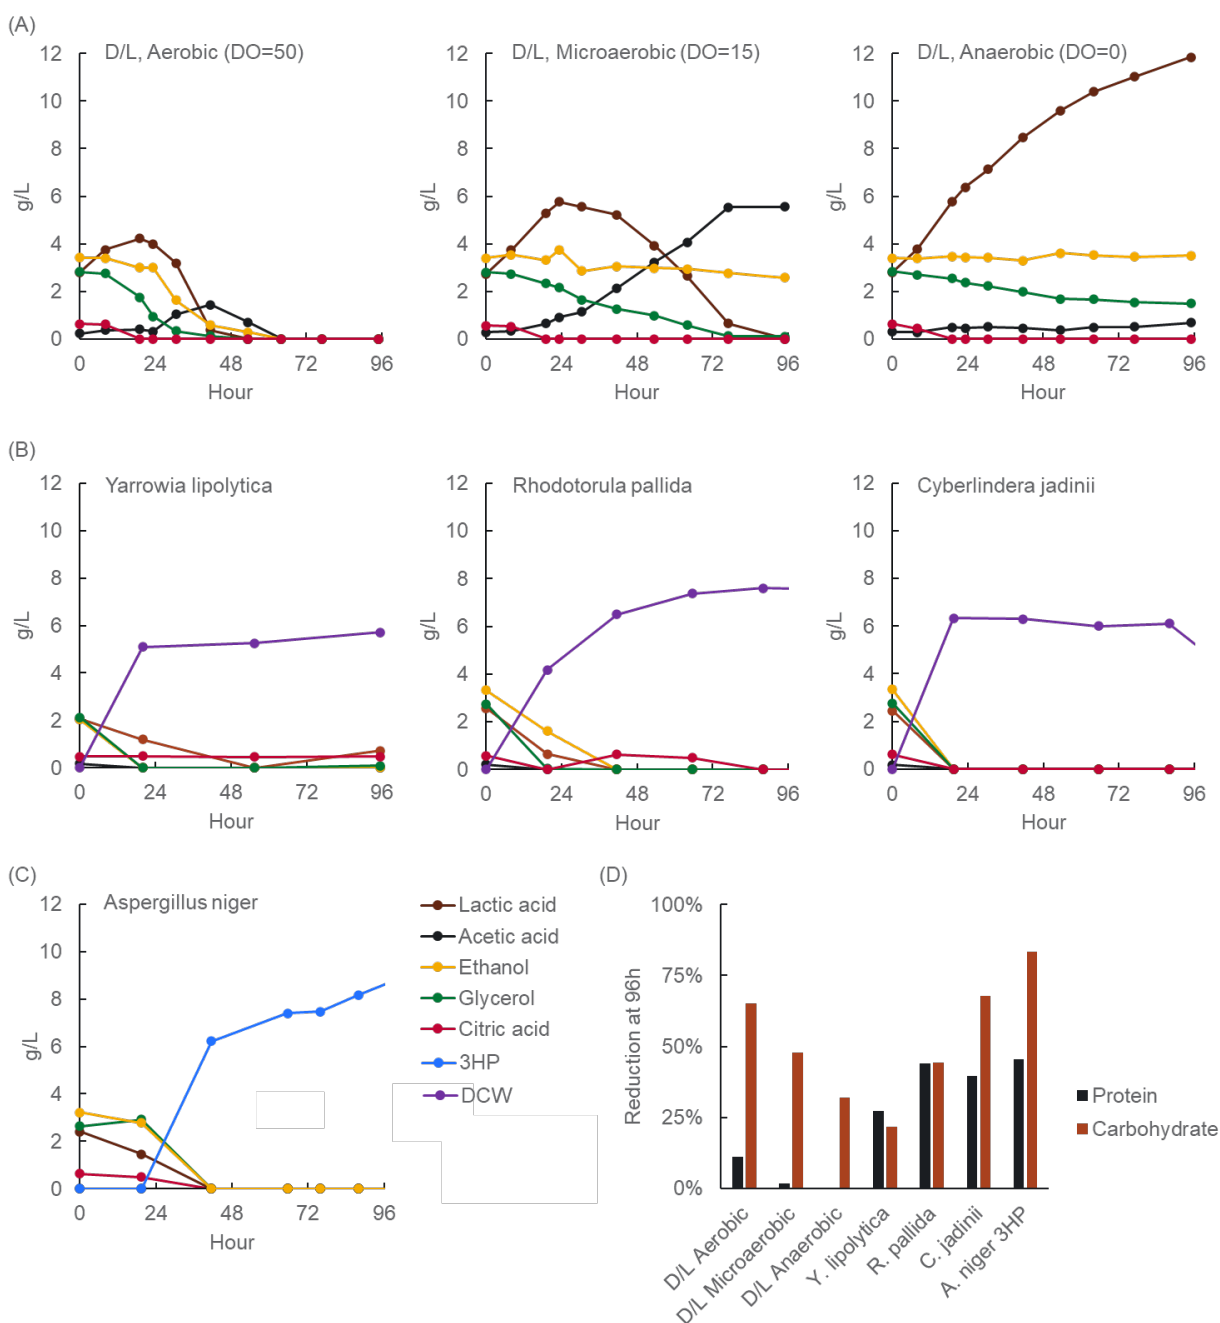 (A)
D/L, Aerobic (DO=50)
D/L, Microaerobic (DO=15)
D/L, Anaerobic (DO=0)
12
10
8
6
4
2
0
g/L
0 24 48 72 96
Hour
12
10
8
6
4
2
0
g/L
0 24 48 72 96
Hour
12
10
8
6
4
2
0
g/L
0 24 48 72 96
Hour
(B)
Yarrowia lipolytica
Rhodotorula pallida
Cyberlindera jadinii
12
10
8
6
4
2
0
g/L
0 24 48 72 96
Hour
12
10
8
6
4
2
0
g/L
0 24 48 72 96
Hour
12
10
8
6
4
2
0
g/L
0 24 48 72 96
Hour
(C)
Aspergillus niger
12
10
8
6
4
2
0
g/L
0 24 48 72 96
Hour
Lactic acid
Acetic acid
Ethanol
Glycerol
Citric acid
3HP
DCW
(D)
100%
75%
50%
25%
0%
Reduction at 96h
D/L Aerobic
D/L Microaerobic
D/L Anaerobic
Y. lipolytica
R. pallida
C. jadinii
A. niger 3HP
Protein
Carbohydrate